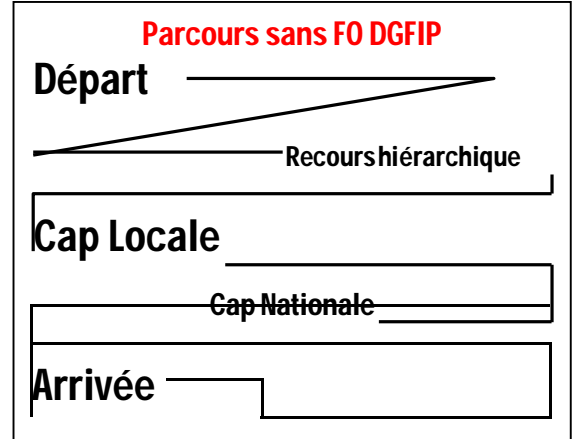 Parcours sans FO DGFIP
Départ
Recours hiérarchique
Cap Locale
Cap Nationale
Arrivée